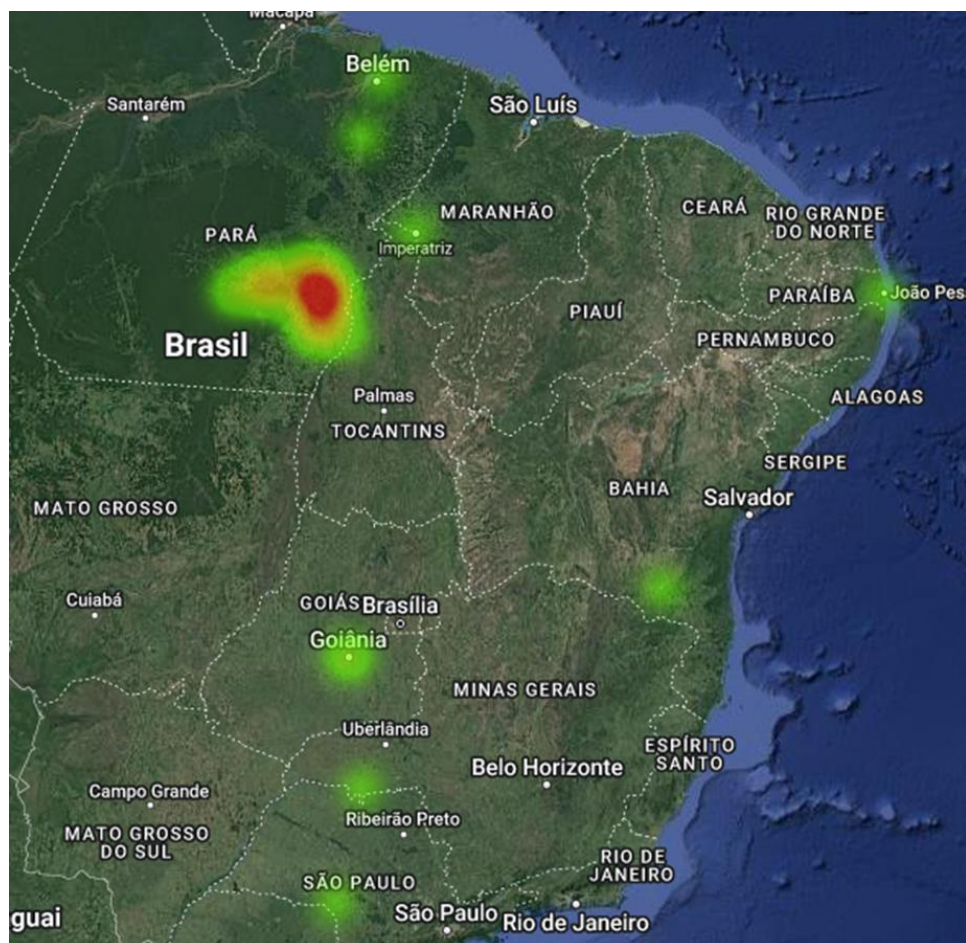 Macapá
Belém
Santarém
São Luís
MARANHÃO
CEARÁ
RIO GRANDE
DO NORTE
PARÁ
Imperatriz
PARAÍBA
João Pes
PIAUÍ
Brasil
PERNAMBUCO
Palmas
ALAGOAS
TOCANTINS
SERGIPE
BAHIA
Salvador
MATO GROSSO
Cuiabá
GOIÁS
Brasília
Goiânia
MINAS GERAIS
Uberlândia
ESPÍRITO
SANTO
Belo Horizonte
Campo Grande
Ribeirão Preto
MATO GROSSO
DO SUL
RIO DE
JANEIRO
SÃO PAULO
São Paulo
Rio de Janeiro
guai